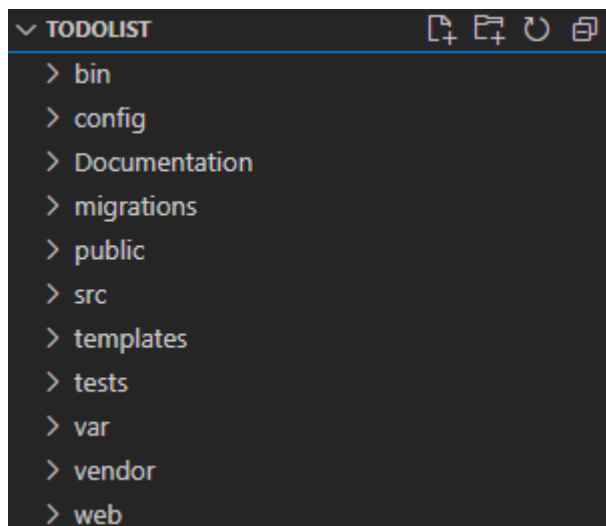 TODOLIST
bin
config
Documentation
migrations
public
src
templates
tests
var
vendor
web